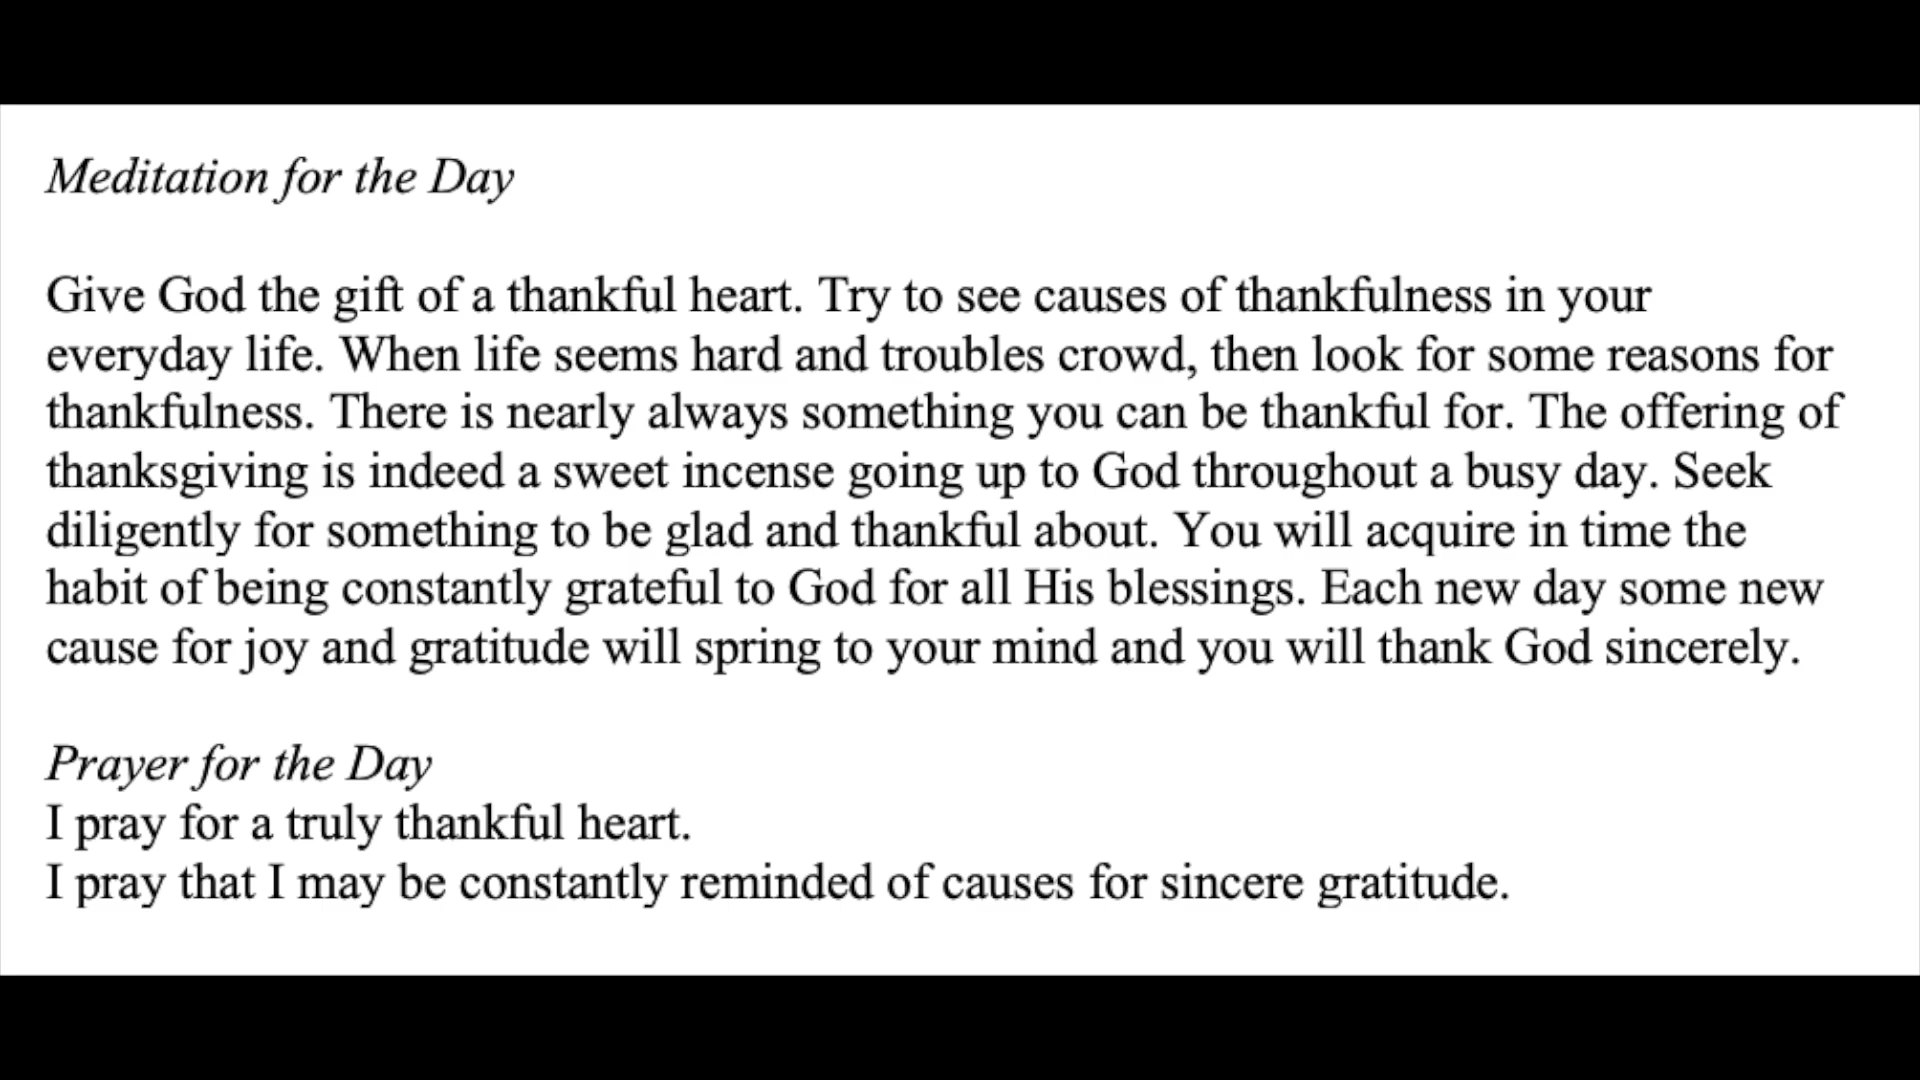 Meditation for the Day
Give God the gift of a thankful heart. Try to see causes of thankfulness in your
everyday life. When life seems hard and troubles crowd, then look for some reasons for
thankfulness. There is nearly always something you can be thankful for. The offering of
thanksgiving is indeed a sweet incense going up to God throughout a busy day. Seek
diligently for something to be glad and thankful about. You will acquire in time the
habit of being constantly grateful to God for all His blessings. Each new day some new
cause for joy and gratitude will spring to your mind and you will thank God sincerely.
Prayer for the Day
I pray for a truly thankful heart.
I pray that I may be constantly reminded of causes for sincere gratitude.